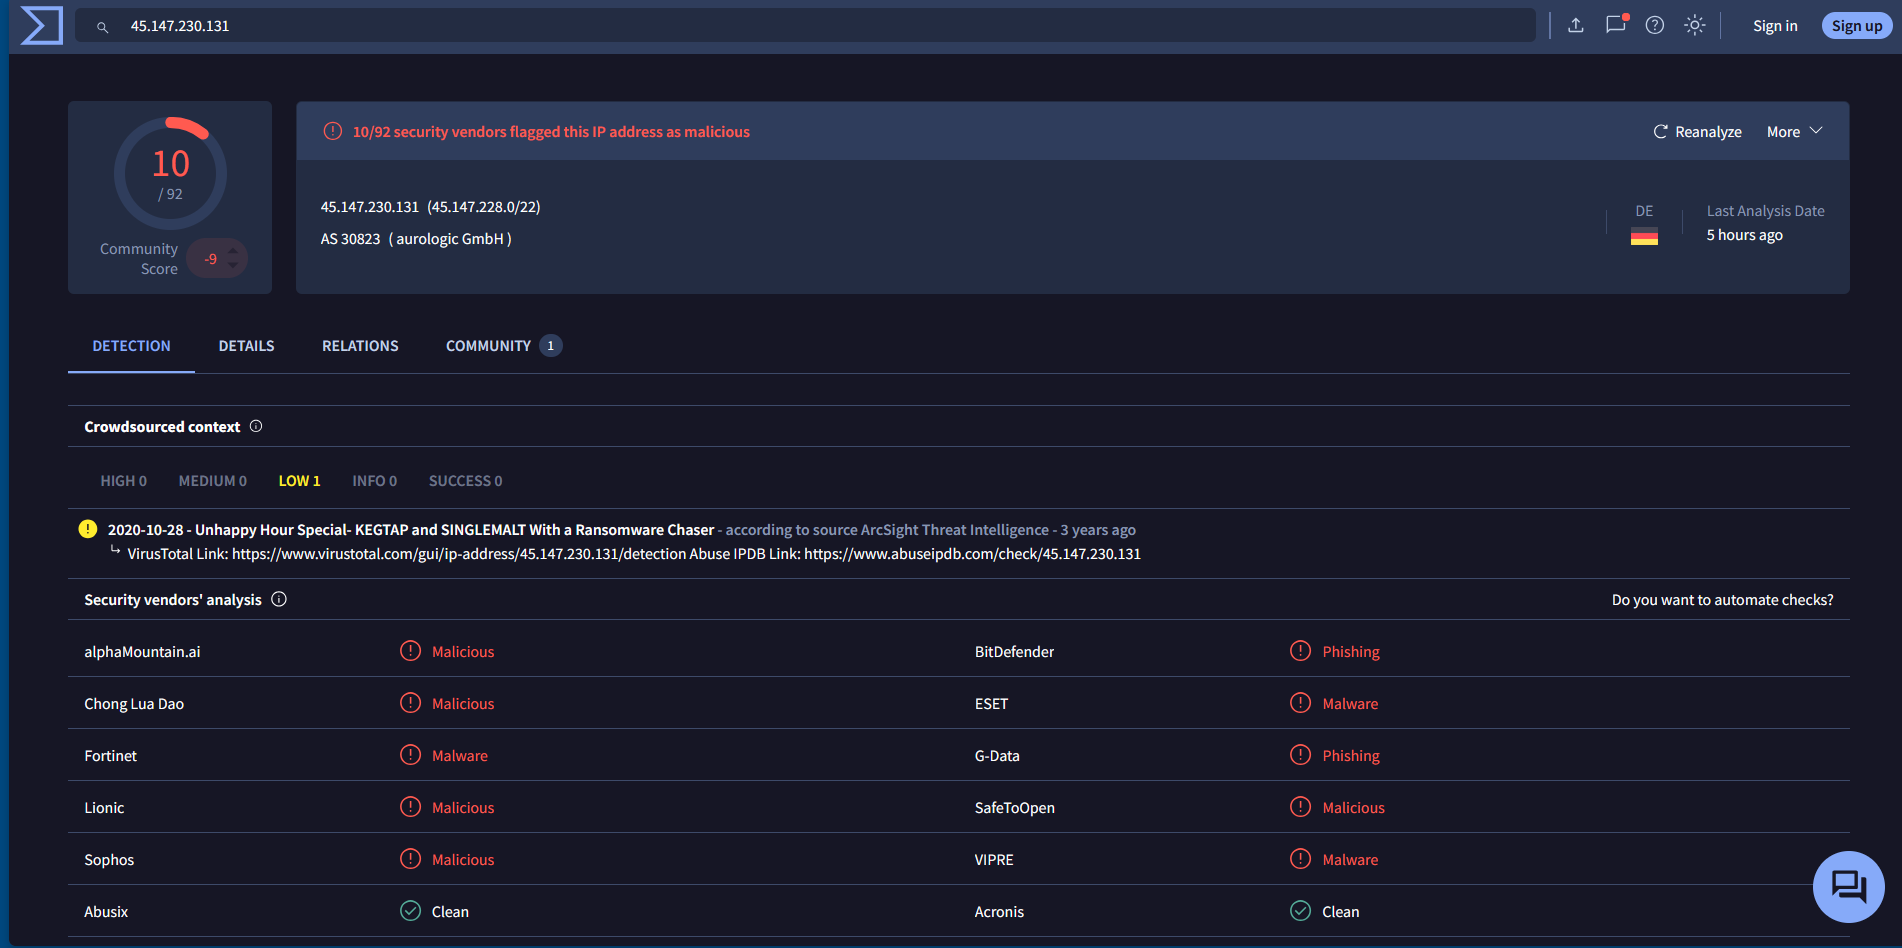 45.147.230.131
Sign in
Sign up
10
/ 92
Community
Score
-9
10/92 security vendors flagged this IP address as malicious
Reanalyze
More
45.147.230.131 (45.147.228.0/22)
AS 30823 ( aurologic GmbH )
DE
Last Analysis Date
5 hours ago
DETECTION DETAILS RELATIONS COMMUNITY 1
Crowdsourced context
HIGH 0 MEDIUM 0 LOW 1 INFO 0 SUCCESS 0
2020-10-28 - Unhappy Hour Special- KEGTAP and SINGLEMALT With a Ransomware Chaser - according to source ArcSight Threat Intelligence - 3 years ago
VirusTotal Link: https://www.virustotal.com/gui/ip-address/45.147.230.131/detection Abuse IPDB Link: https://www.abuseipdb.com/check/45.147.230.131
Security vendors' analysis Do you want to automate checks?
alphaMountain.ai Malicious BitDefender Phishing
Chong Lua Dao Malicious ESET Malware
Fortinet Malware G-Data Phishing
Lionic Malicious SafeToOpen Malicious
Sophos Malicious VIPRE Malware
Abusix Clean Acronis Clean